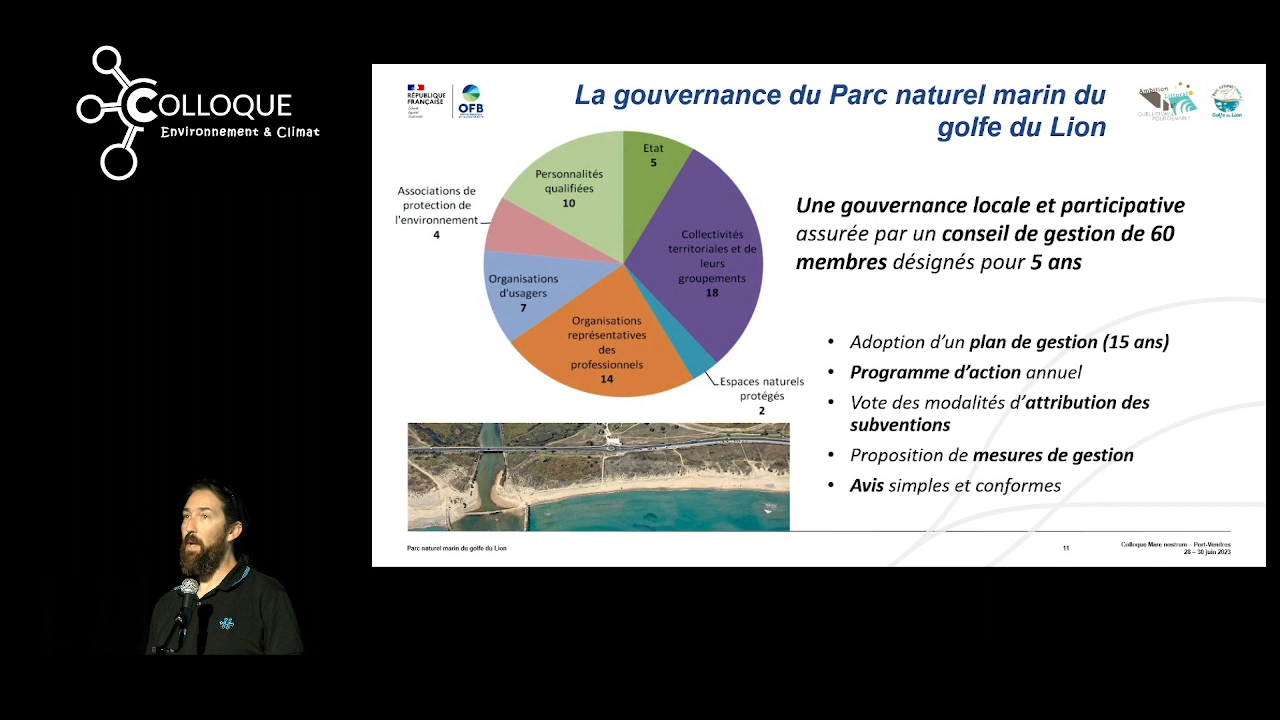 COLLOQUE
Environnement & Climat
RÉPUBLIQUE
FRANÇAISE
OFB
La gouvernance du Parc naturel marin du
golfe du Lion
Ambition
Littoral
Golfe du Lion
Etat
5
Personnalités
qualifiées
10
Associations de
protection de
l'environnement
4
Collectivités
territoriales et de
leurs
groupements
18
Organisations
d'usagers
7
Organisations
représentatives
des
professionnels
14
Espaces naturels
protégés
2
Une gouvernance locale et participative
assurée par un conseil de gestion de 60
membres désignés pour 5 ans
• Adoption d’un plan de gestion (15 ans)
• Programme d’action annuel
• Vote des modalités d’attribution des
subventions
• Proposition de mesures de gestion
• Avis simples et conformes
Parc naturel marin du golfe du Lion
11
Colloque Mare nostrum – Port-Vendres
28 – 30 juin 2023